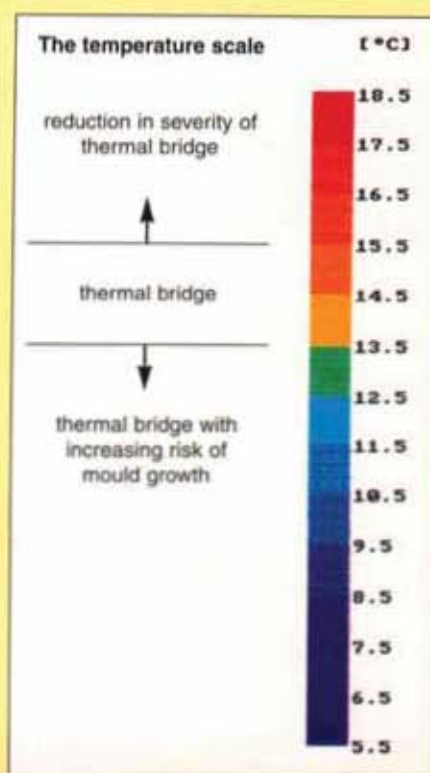 The temperature scale
[°C]
reduction in severity of
thermal bridge
thermal bridge
thermal bridge with
increasing risk of
mould growth
18.5
17.5
16.5
15.5
14.5
13.5
12.5
11.5
10.5
9.5
8.5
7.5
6.5
5.5